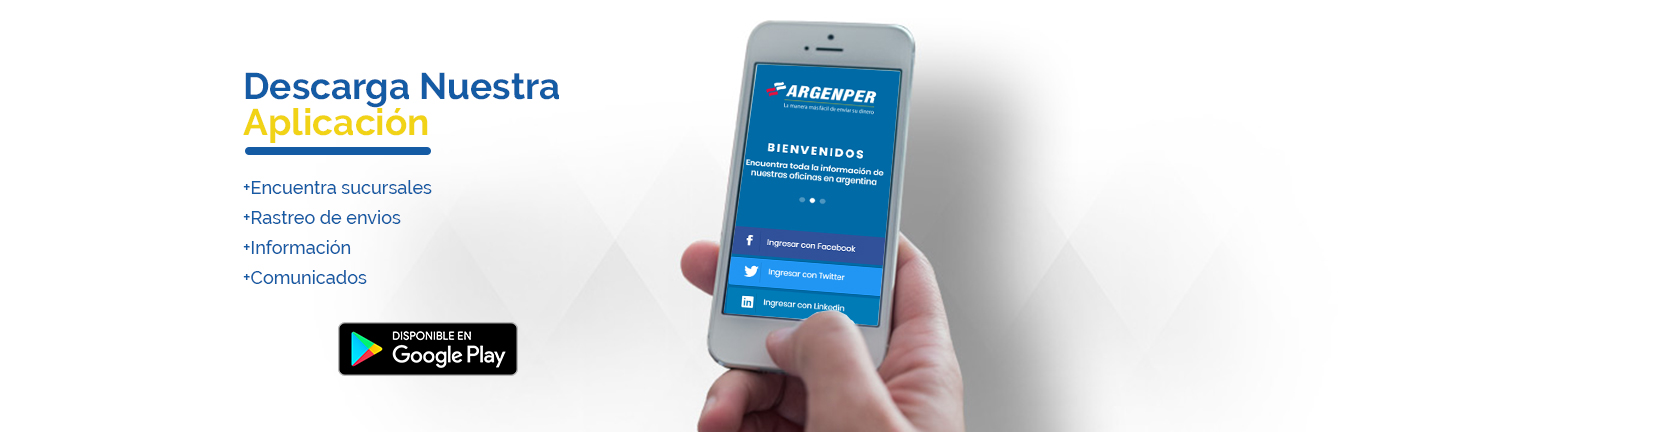 Descarga Nuestra
Aplicación
+Encuentra sucursales
+Rastreo de envios
+Información
+Comunicados
DISPONIBLE EN
Google Play
ARGENPER
La manera más fácil de enviar su dinero
BIENVENIDOS
Encuentra toda la información de
nuestras oficinas en argentina
Ingresar con Facebook
Ingresar con Twitter
Ingresar con Linkedin